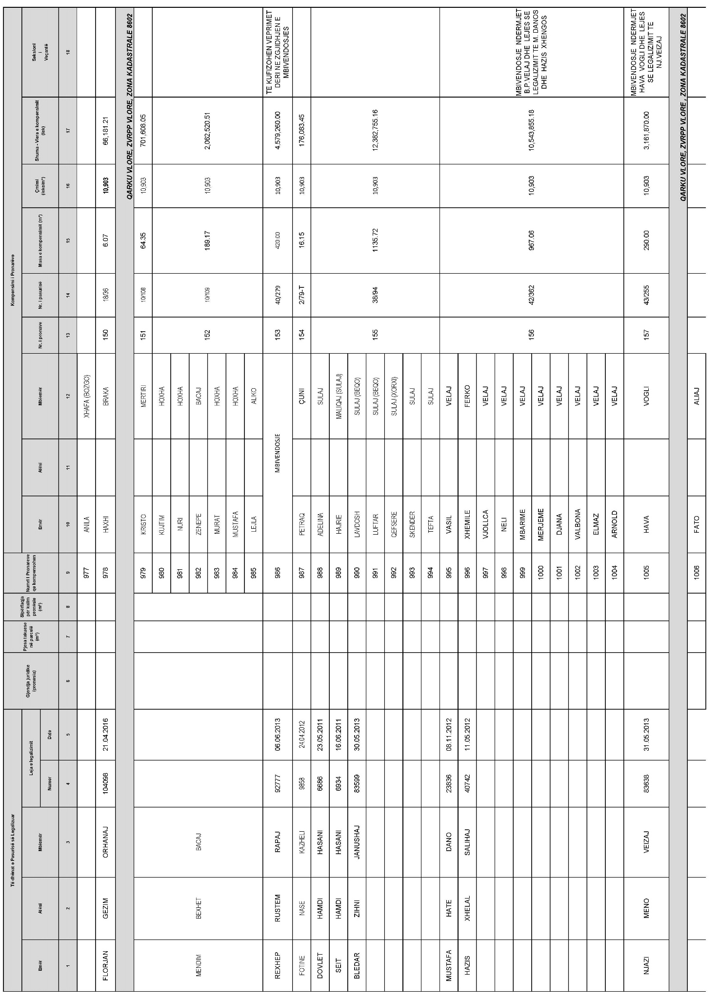 Të dhënat e Pasurisë së Legalizuar Kompensimi i Pronarëve
Emër Atësi Mbiemër Leja e legalizimit Gjendja juridike (pronësia) Pjesa takuese në parcelë (m²) Sipërfaqja për kalim pronësie (m²) Numri i Pronarëve që kompensohen Emër Atësi Mbiemër Nr. i pronave Nr. i pasurisë Masa e kompensimit (m²) Çmimi (lekë/m²) Shuma - Vlera e kompensimit (lek) Seksioni i Veçantë
Numer Date
1 2 3 4 5 6 7 8 9 10 11 12 13 14 15 16 17 18
977 ANILA XHAFA (BOZGO)
FLORJAN GEZIM ORHANAJ 104098 21.04.2016 978 HAXHI BRAKA 150 18/36 6.07 10,903 66,181.21
QARKU VLORE, ZVRPP VLORE, ZONA KADASTRALE 8602
979 KRISTO MERTIRI 151 10/108 64.35 10,903 701,608.05
980 KUJTIM HOXHA
981 NURI HOXHA
MENDIM BEXHET BACAJ 982 ZENEPE BACAJ 152 10/109 189.17 10,903 2,062,520.51
983 MURAT HOXHA
984 MUSTAFA HOXHA
985 LEJLA ALIKO
REXHEP RUSTEM RAPAJ 92777 06.06.2013 986 MBIVENDOSJE 153 40/279 420.00 10,903 4,579,260.00 TE KUFIZOHEN VEPRIMET
DERI NE ZGJIDHJEN E
MBIVENDOSJES
FOTINE NASE KAZHELI 9858 24.04.2012 987 PETRAQ ÇUNI 154 2/79-T 16.15 10,903 176,083.45
DOVLET HAMDI HASANI 6686 23.05.2011 988 ADELINA SULAJ
SEIT HAMDI HASANI 6934 16.06.2011 989 HAJRIE MALIQAJ (SULAJ)
BLEDAR ZIHNI JANUSHAJ 83599 30.05.2013 990 LAVDOSH SULAJ (BEQO)
991 LUFTAR SULAJ (BEQO) 155 38/94 1135.72 10,903 12,382,755.16
992 QEFSERE SULAJ (XORXI)
993 SKENDER SULAJ
994 TEFTA SULAJ
MUSTAFA HATE DANO 23836 08.11.2012 995 VASIL VELAJ
HAZIS XHELAL SALIHAJ 40742 11.05.2012 996 XHEMILE FERKO
997 VJOLLCA VELAJ
998 NELI VELAJ
999 MBARIME VELAJ
1000 MERJEME VELAJ
156 42/362 967.06 10,903 10,543,855.18 MBIVENDOSJE NDERMJET
B.P.VELAJ DHE LEJES SE
LEGALIZIMIT TE M. DANOS
DHE HAZIS XHENGOS
1001 DJANA VELAJ
1002 VALBONA VELAJ
1003 ELMAZ VELAJ
1004 ARNOLD VELAJ
NJAZI MENO VEIZAJ 83638 31.05.2013 1005 HAVA VOGLI 157 43/255 290.00 10,903 3,161,870.00 MBIVENDOSJE NDERMJET
HAVA VOGLI DHE LEJES
SE LEGALIZIMIT TE
NJ.VEIZAJ
QARKU VLORE, ZVRPP VLORE , ZONA KADASTRALE 8602
1006 FATO ALIAJ